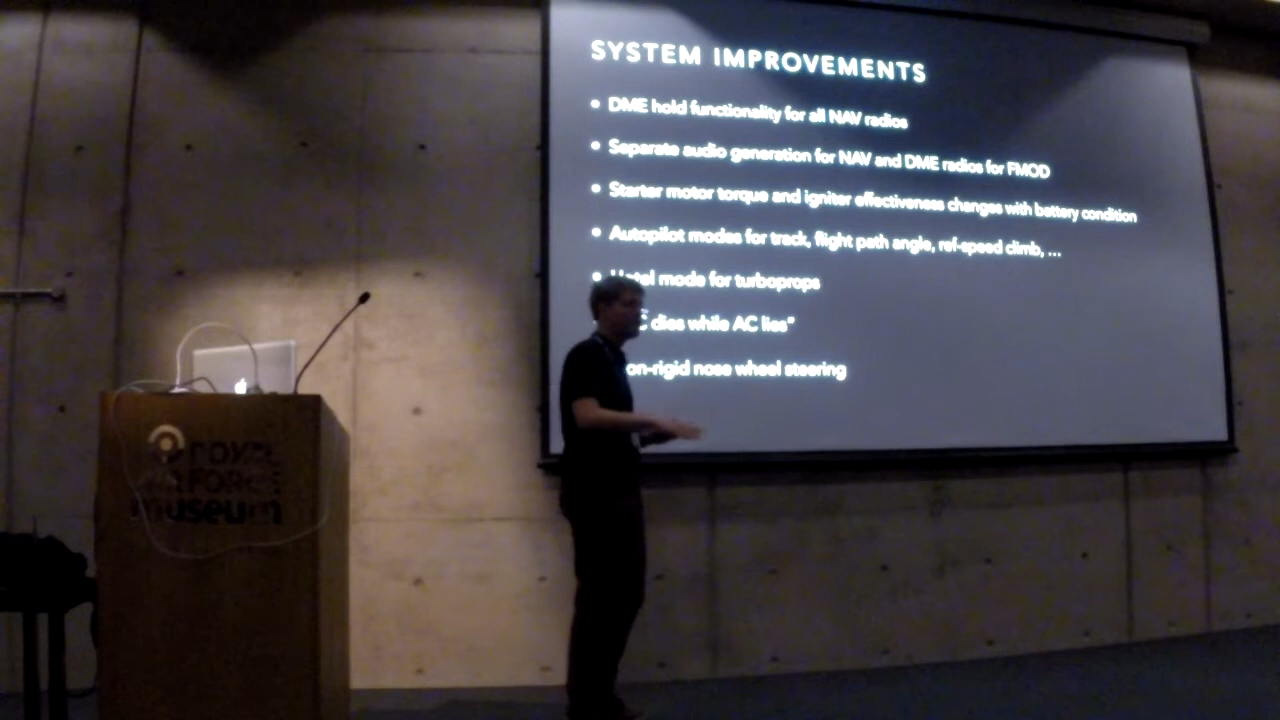 SYSTEM IMPROVEMENTS
• DME hold functionality for all NAV radios
• Separate audio generation for NAV and DME radios for FMOD
• Starter motor torque and igniter effectiveness changes with battery condition
• Autopilot modes for track, flight path angle, ref-speed climb, ...
• Hotel mode for turboprops
dies while AC lies"
on-rigid nose wheel steering
ROYAL
AIR FORCE
museum